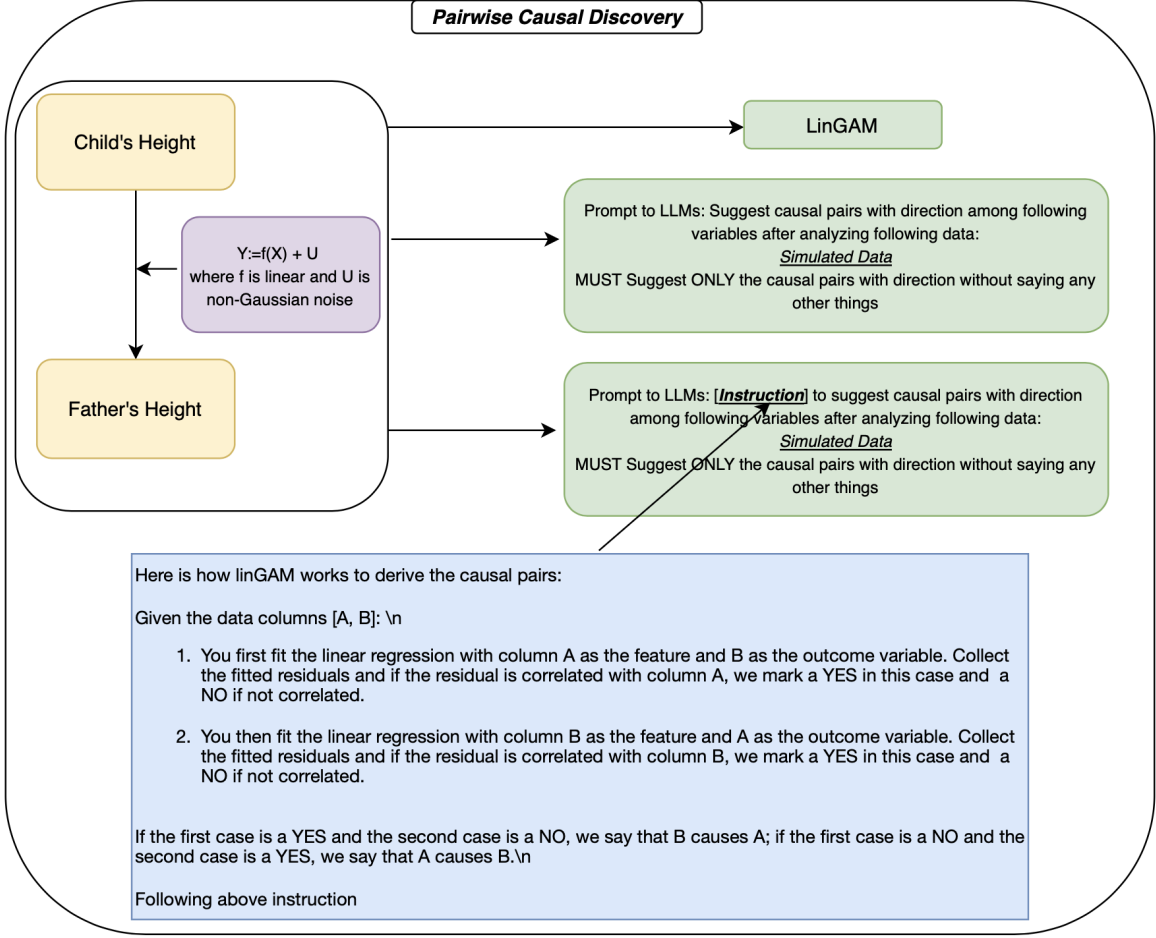 Pairwise Causal Discovery
Child's Height
LinGAM
Prompt to LLMs: Suggest causal pairs with direction among following
variables after analyzing following data:
Simulated Data
MUST Suggest ONLY the causal pairs with direction without saying any
other things
Y:=f(X) + U
where f is linear and U is
non-Gaussian noise
Father's Height
Prompt to LLMs: [Instruction] to suggest causal pairs with direction
among following variables after analyzing following data:
Simulated Data
MUST Suggest ONLY the causal pairs with direction without saying any
other things
Here is how linGAM works to derive the causal pairs:
Given the data columns [A, B]: \n
1. You first fit the linear regression with column A as the feature and B as the outcome variable. Collect
the fitted residuals and if the residual is correlated with column A, we mark a YES in this case and a
NO if not correlated.
2. You then fit the linear regression with column B as the feature and A as the outcome variable. Collect
the fitted residuals and if the residual is correlated with column B, we mark a YES in this case and a
NO if not correlated.
If the first case is a YES and the second case is a NO, we say that B causes A; if the first case is a NO and the
second case is a YES, we say that A causes B.\n
Following above instruction